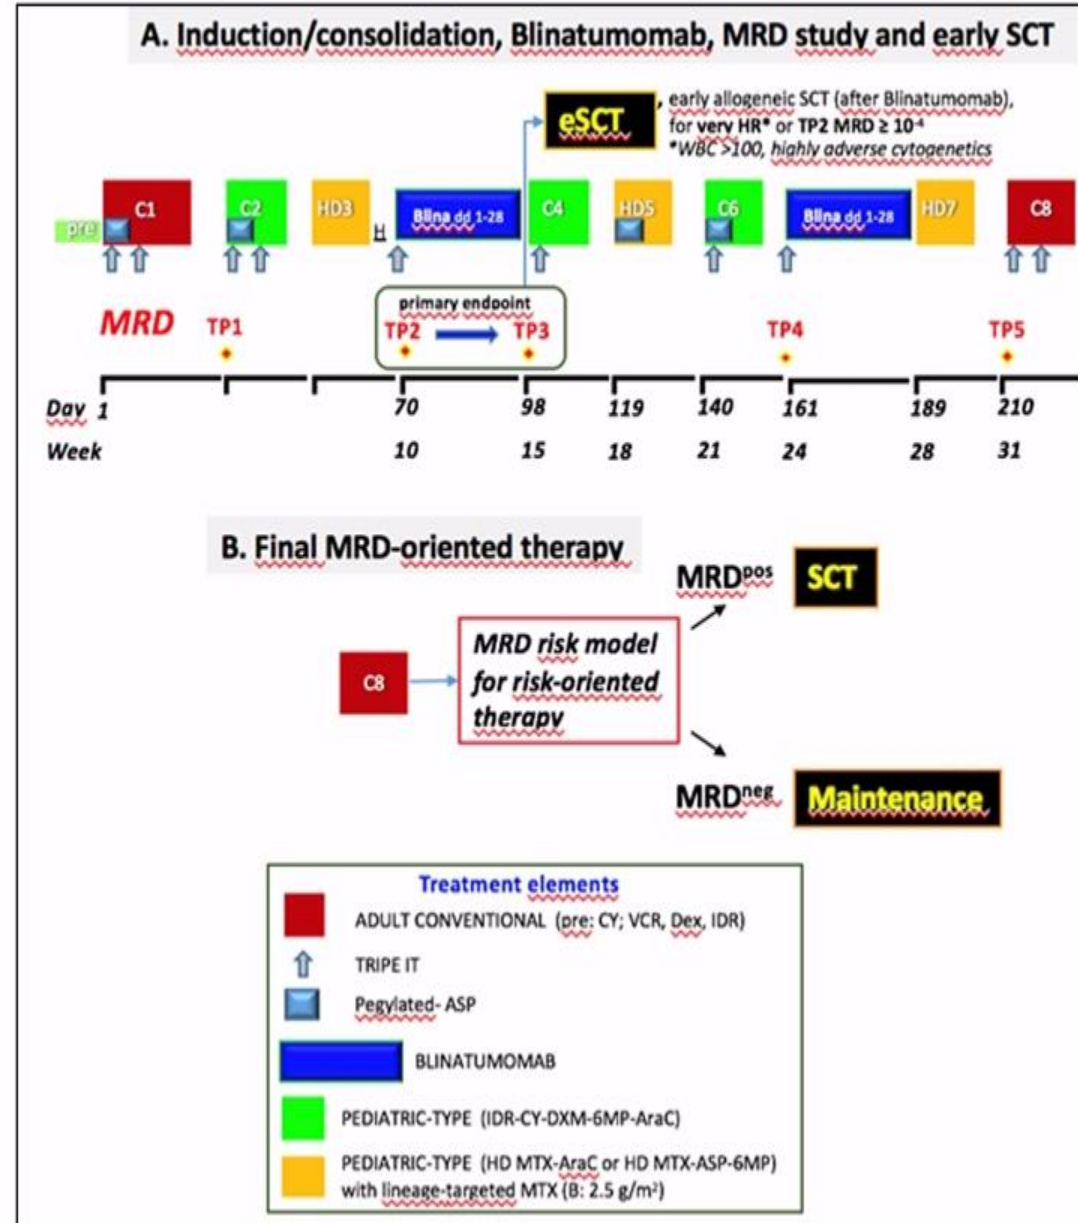 A. Induction/consolidation, Blinatumomab, MRD study and early SCT
eSCT , early allogeneic SCT (after Blinatumomab),
for very HR* or TP2 MRD ≥ 10⁻⁴
*WBC >100, highly adverse cytogenetics
pre C1 C2 HD3 H Blina dd 1-28 C4 HD5 C6 Blina dd 1-28 HD7 C8
primary endpoint
MRD TP1 TP2 TP3 TP4 TP5
Day 1 70 98 119 140 161 189 210
Week 10 15 18 21 24 28 31
B. Final MRD-oriented therapy
MRDᵖᵒˢ SCT
C8 MRD risk model
for risk-oriented
therapy
MRDⁿᵉᵍ Maintenance
Treatment elements
ADULT CONVENTIONAL (pre: CY; VCR, Dex, IDR)
TRIPE IT
Pegylated- ASP
BLINATUMOMAB
PEDIATRIC-TYPE (IDR-CY-DXM-6MP-AraC)
PEDIATRIC-TYPE (HD MTX-AraC or HD MTX-ASP-6MP)
with lineage-targeted MTX (B: 2.5 g/m²)